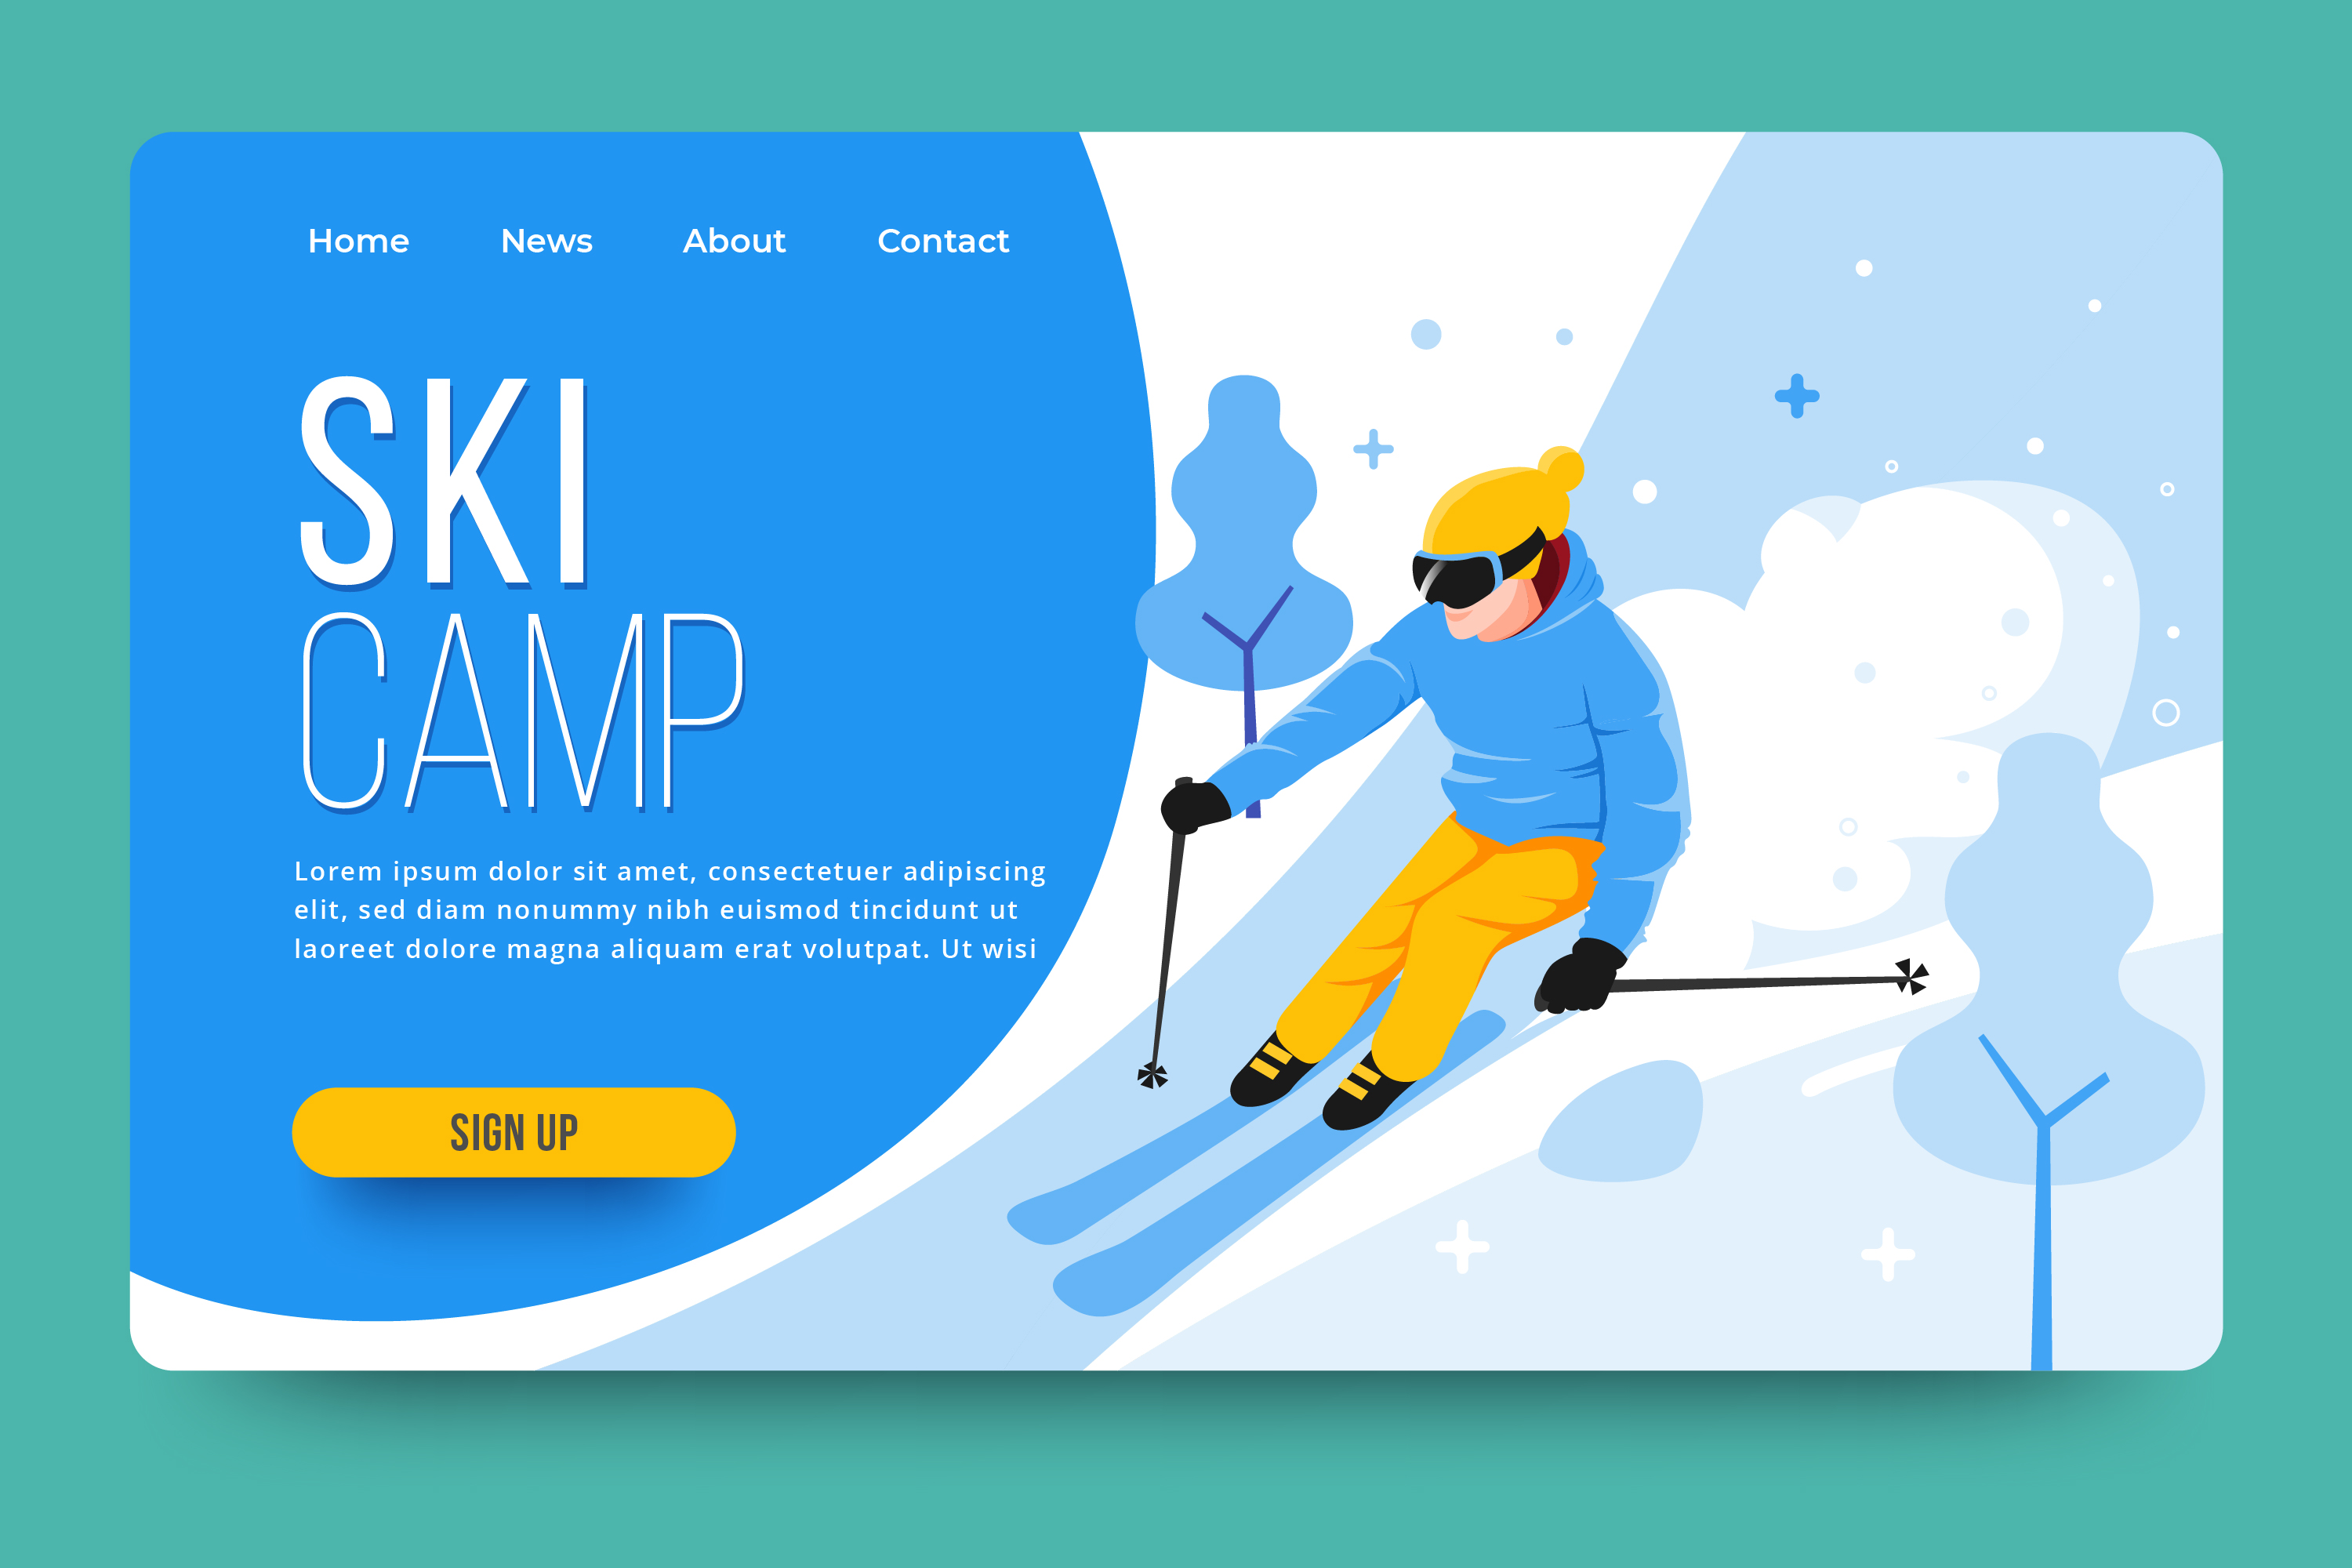 Home News About Contact
SKI
CAMP
Lorem ipsum dolor sit amet, consectetuer adipiscing
elit, sed diam nonummy nibh euismod tincidunt ut
laoreet dolore magna aliquam erat volutpat. Ut wisi
SIGN UP